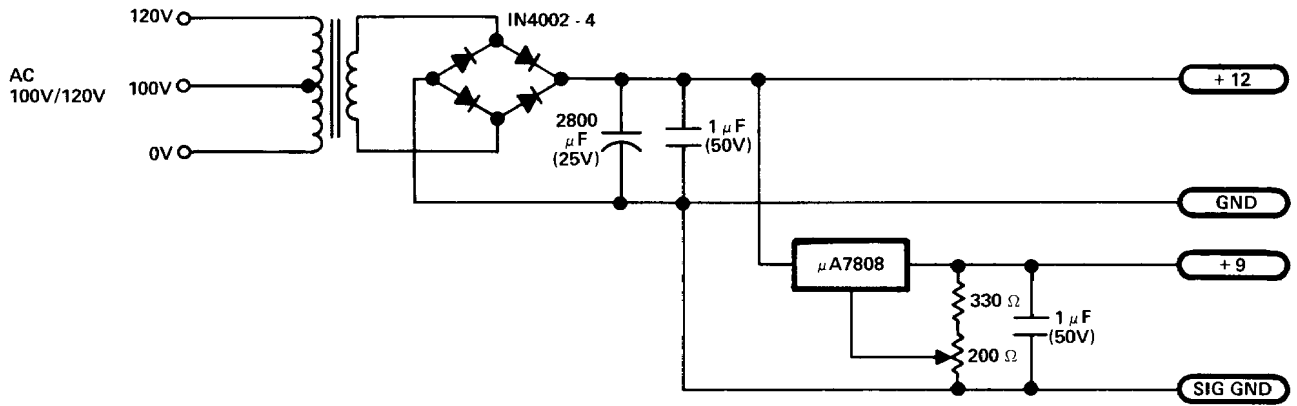 120V
IN4002 - 4
AC
100V/120V
100V
0V
2800
μF
(25V)
1 μF
(50V)
+ 12
GND
μA7808
+ 9
330 Ω
1 μF
(50V)
200 Ω
SIG GND